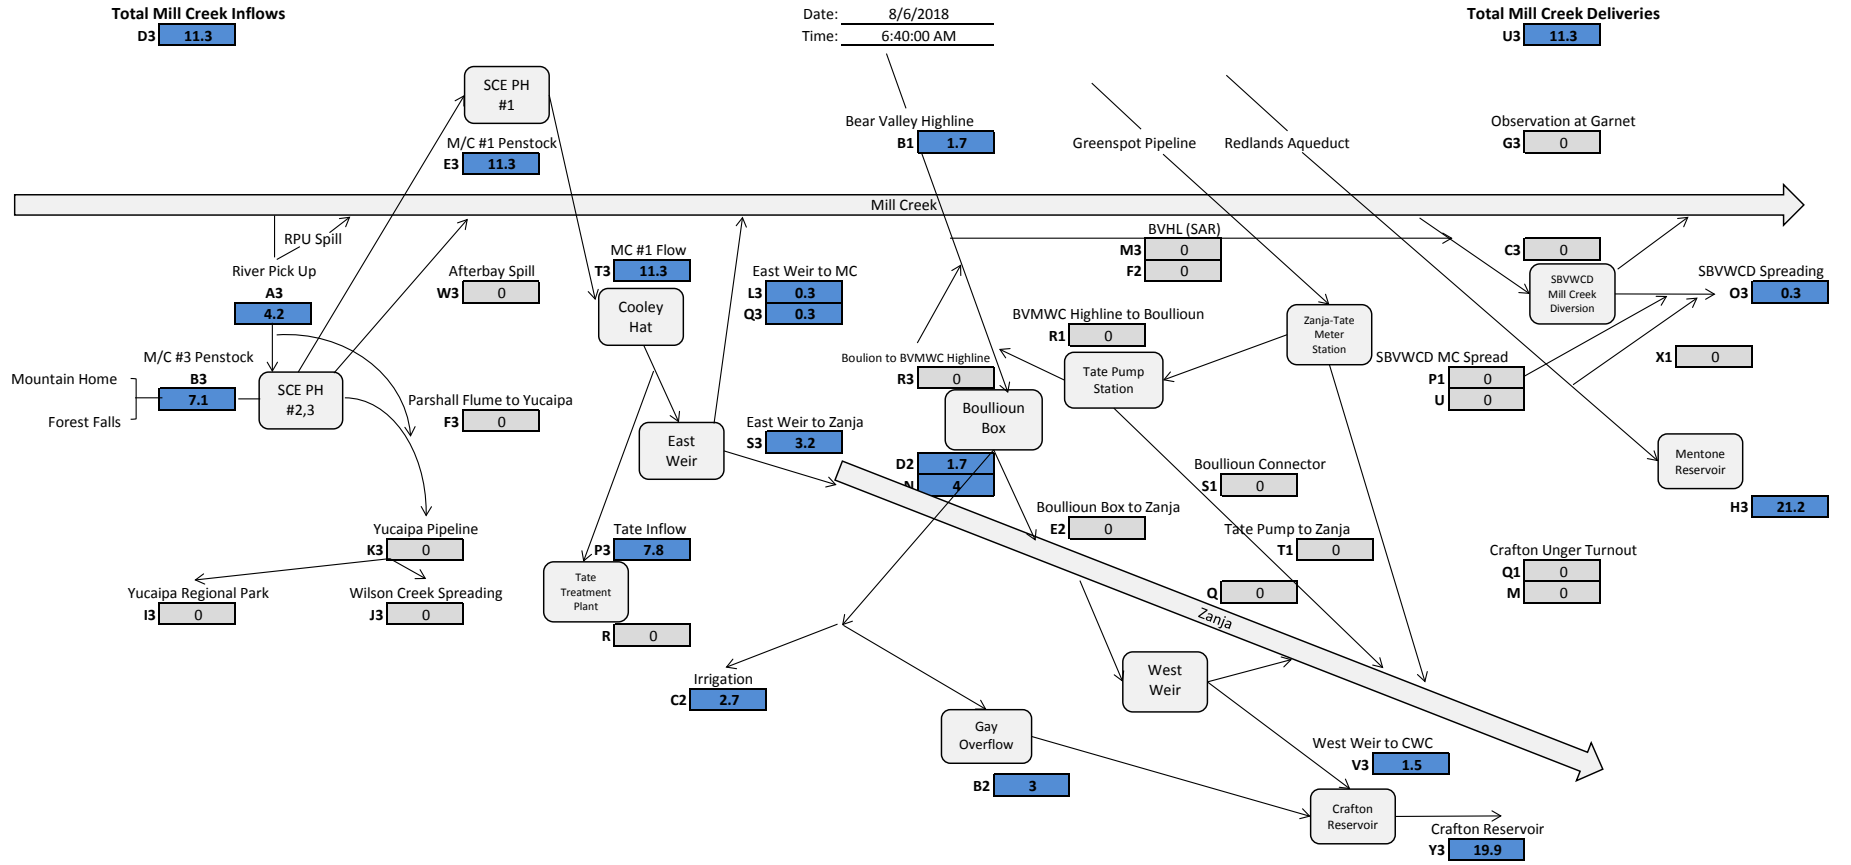 Total Mill Creek Inflows
D3 11.3
Date: 8/6/2018
Time: 6:40:00 AM
Total Mill Creek Deliveries
U3 11.3
SCE PH
#1
M/C #1 Penstock
E3 11.3
Bear Valley Highline
B1 1.7
Greenspot Pipeline
Redlands Aqueduct
Observation at Garnet
G3 0
Mill Creek
RPU Spill
River Pick Up
A3
4.2
Afterbay Spill
W3 0
MC #1 Flow
T3 11.3
Cooley
Hat
East Weir to MC
L3 0.3
Q3 0.3
BVHL (SAR)
M3 0
F2 0
C3 0
SBVWCD
Mill Creek
Diversion
SBVWCD Spreading
O3 0.3
BVMWC Highline to Boullioun
R1 0
Zanja-Tate
Meter
Station
M/C #3 Penstock
B3
7.1
Mountain Home
Forest Falls
SCE PH
#2,3
Boulion to BVMWC Highline
R3 0
Tate Pump
Station
SBVWCD MC Spread
P1 0
U 0
X1 0
Parshall Flume to Yucaipa
F3 0
East
Weir
East Weir to Zanja
S3 3.2
Boullioun
Box
D2 1.7
N 4
Boullioun Connector
S1 0
Mentone
Reservoir
H3 21.2
Boullioun Box to Zanja
E2 0
Tate Pump to Zanja
T1 0
Yucaipa Pipeline
K3 0
Tate Inflow
P3 7.8
Tate
Treatment
Plant
R 0
Crafton Unger Turnout
Q1 0
M 0
Q 0
Zanja
Yucaipa Regional Park
I3 0
Wilson Creek Spreading
J3 0
Irrigation
C2 2.7
West
Weir
Gay
Overflow
B2 3
West Weir to CWC
V3 1.5
Crafton
Reservoir
Crafton Reservoir
Y3 19.9